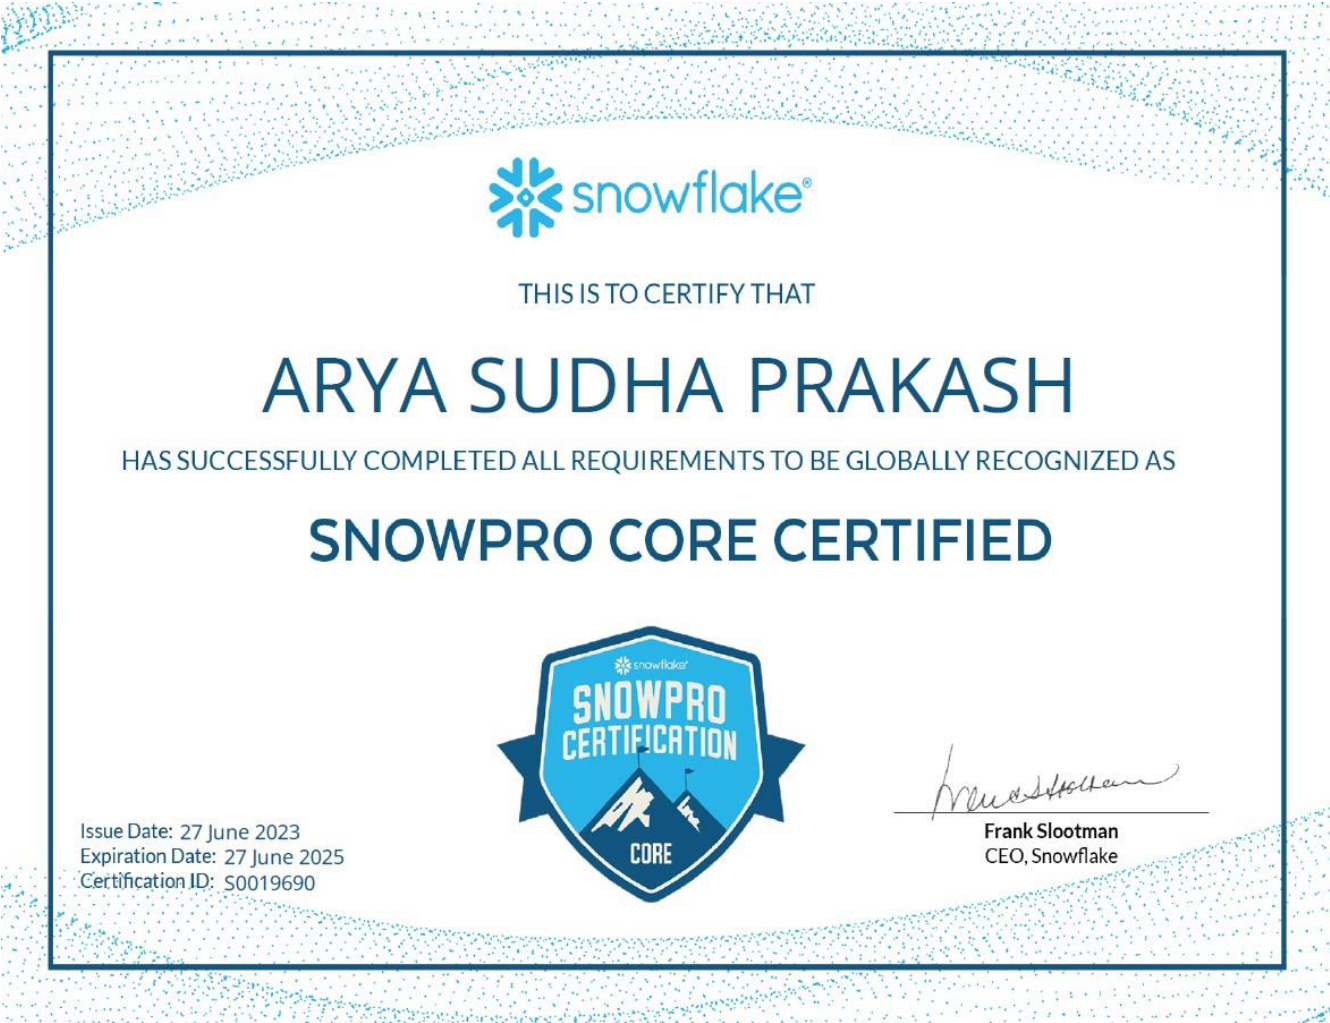 snowflake®
THIS IS TO CERTIFY THAT
ARYA SUDHA PRAKASH
HAS SUCCESSFULLY COMPLETED ALL REQUIREMENTS TO BE GLOBALLY RECOGNIZED AS
SNOWPRO CORE CERTIFIED
snowflake®
SNOWPRO
CERTIFICATION
CORE
Issue Date: 27 June 2023
Expiration Date: 27 June 2025
Certification ID: S0019690
Frank Slootman
CEO, Snowflake